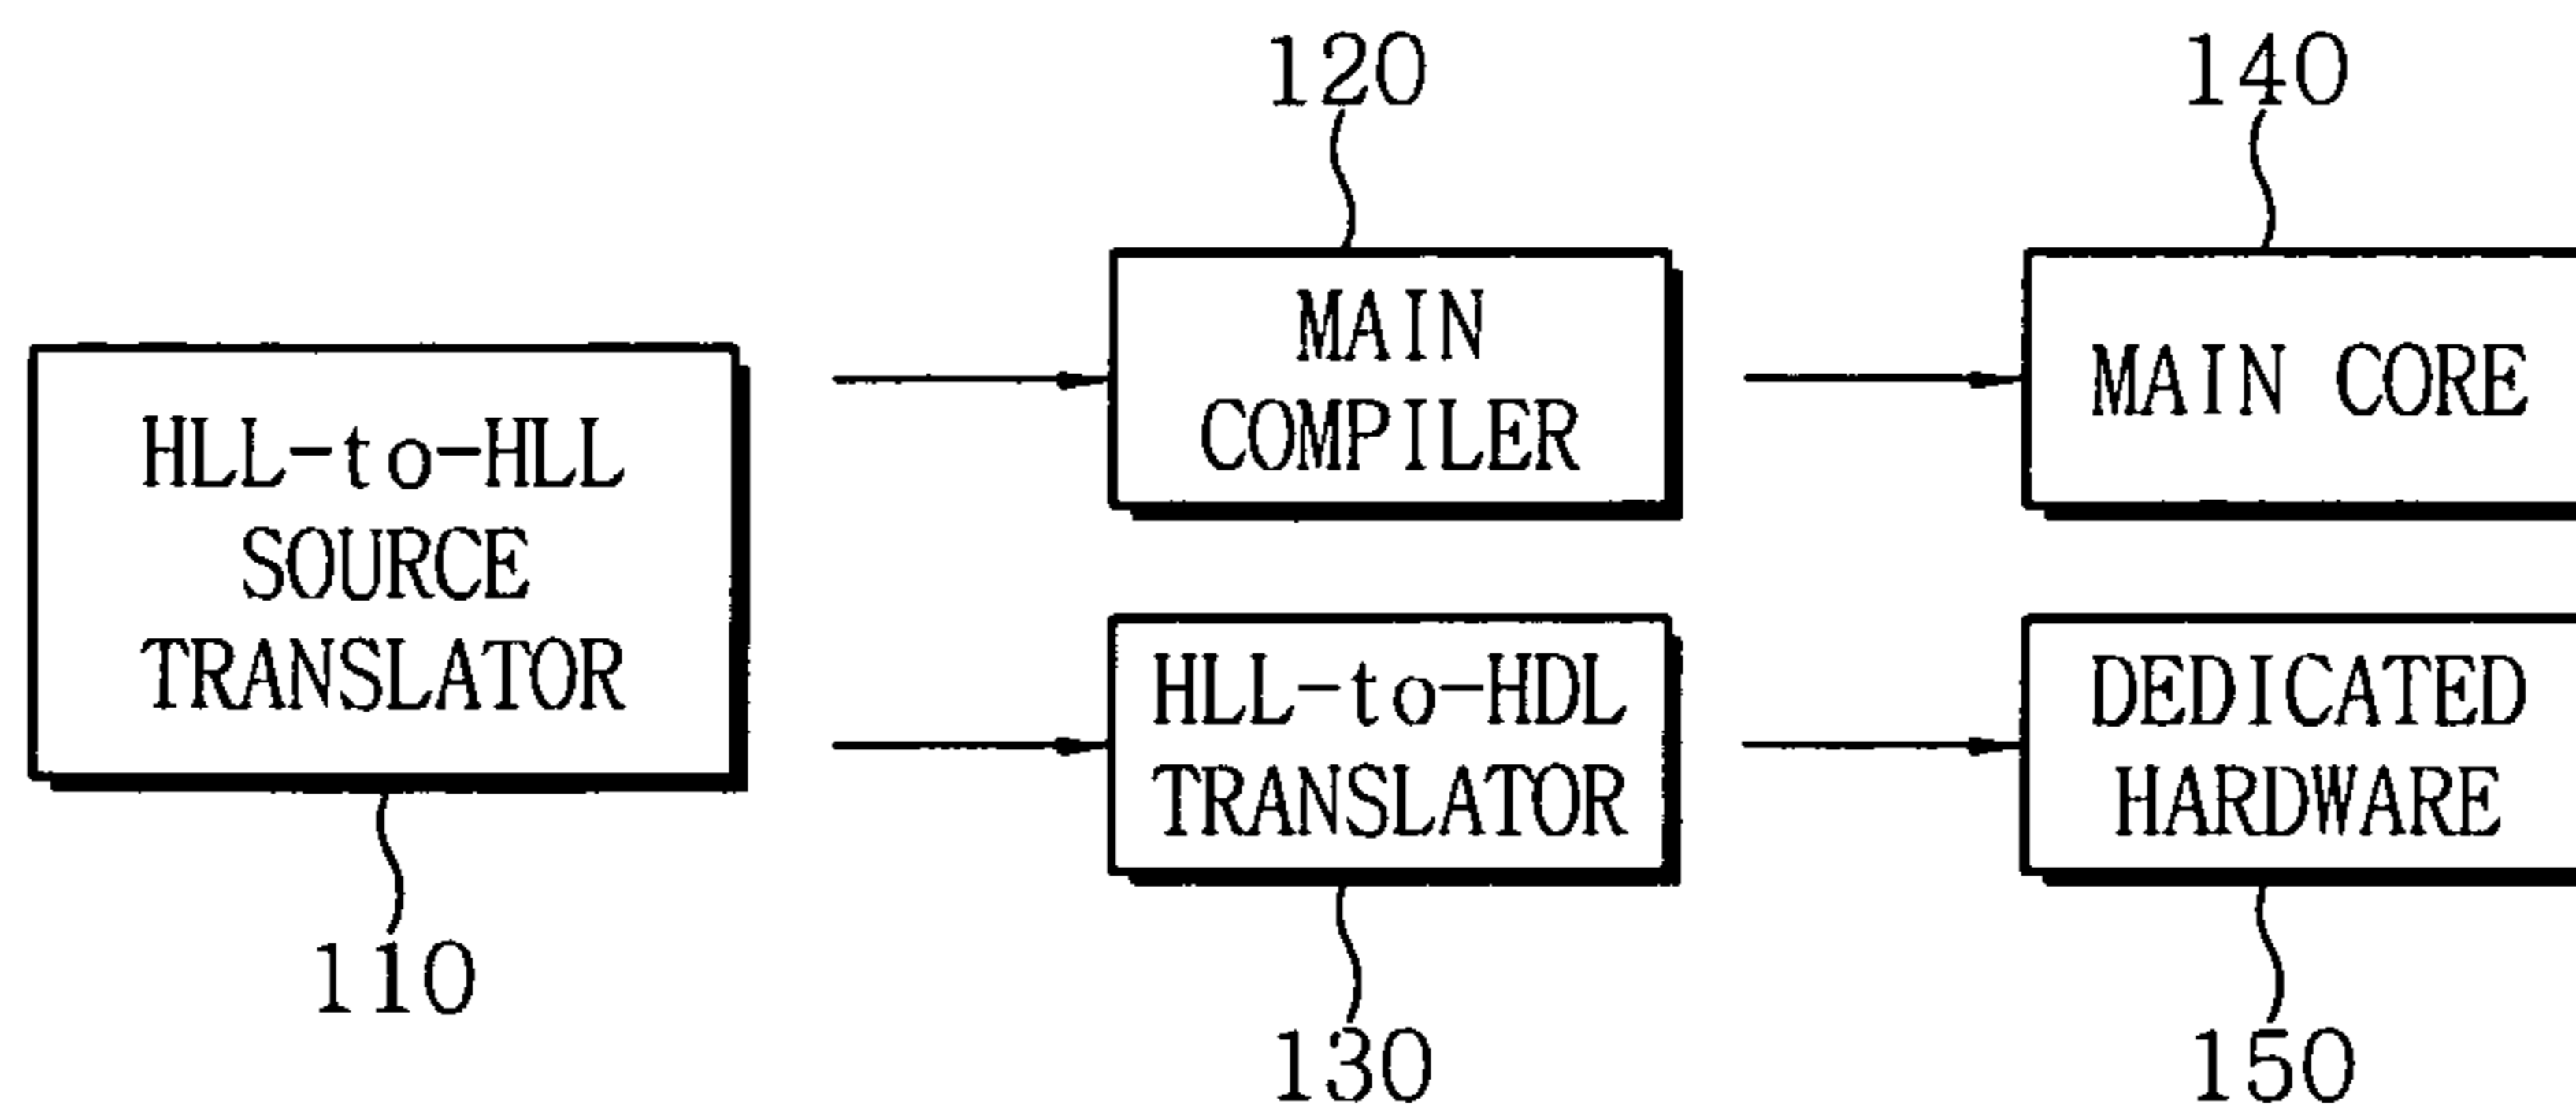 120
140
MAIN
COMPILER
MAIN CORE
HLL-to-HLL
SOURCE
TRANSLATOR
HLL-to-HDL
TRANSLATOR
DEDICATED
HARDWARE
110
130
150